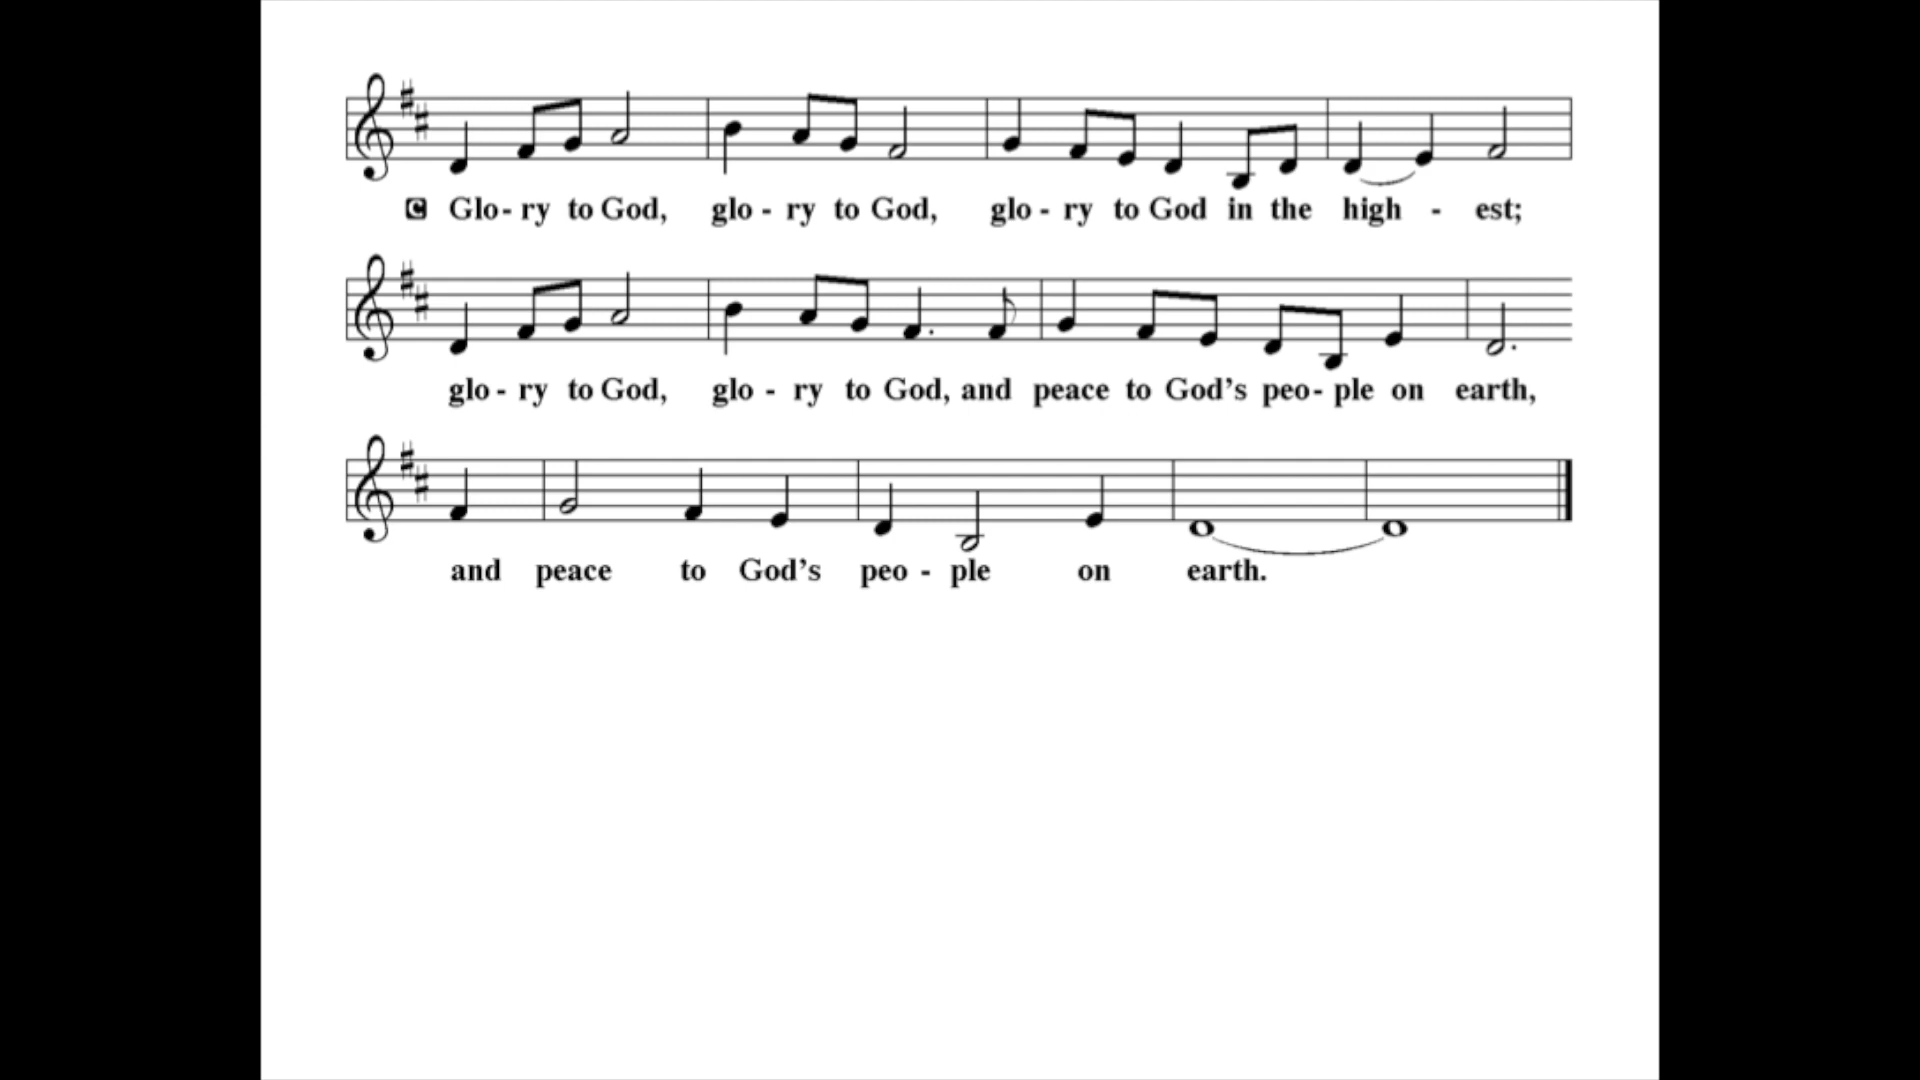 C Glo- ry to God, glo - ry to God, glo - ry to God in the high - est;
glo - ry to God, glo - ry to God, and peace to God's peo- ple on earth,
and peace to God's peo - ple on earth.